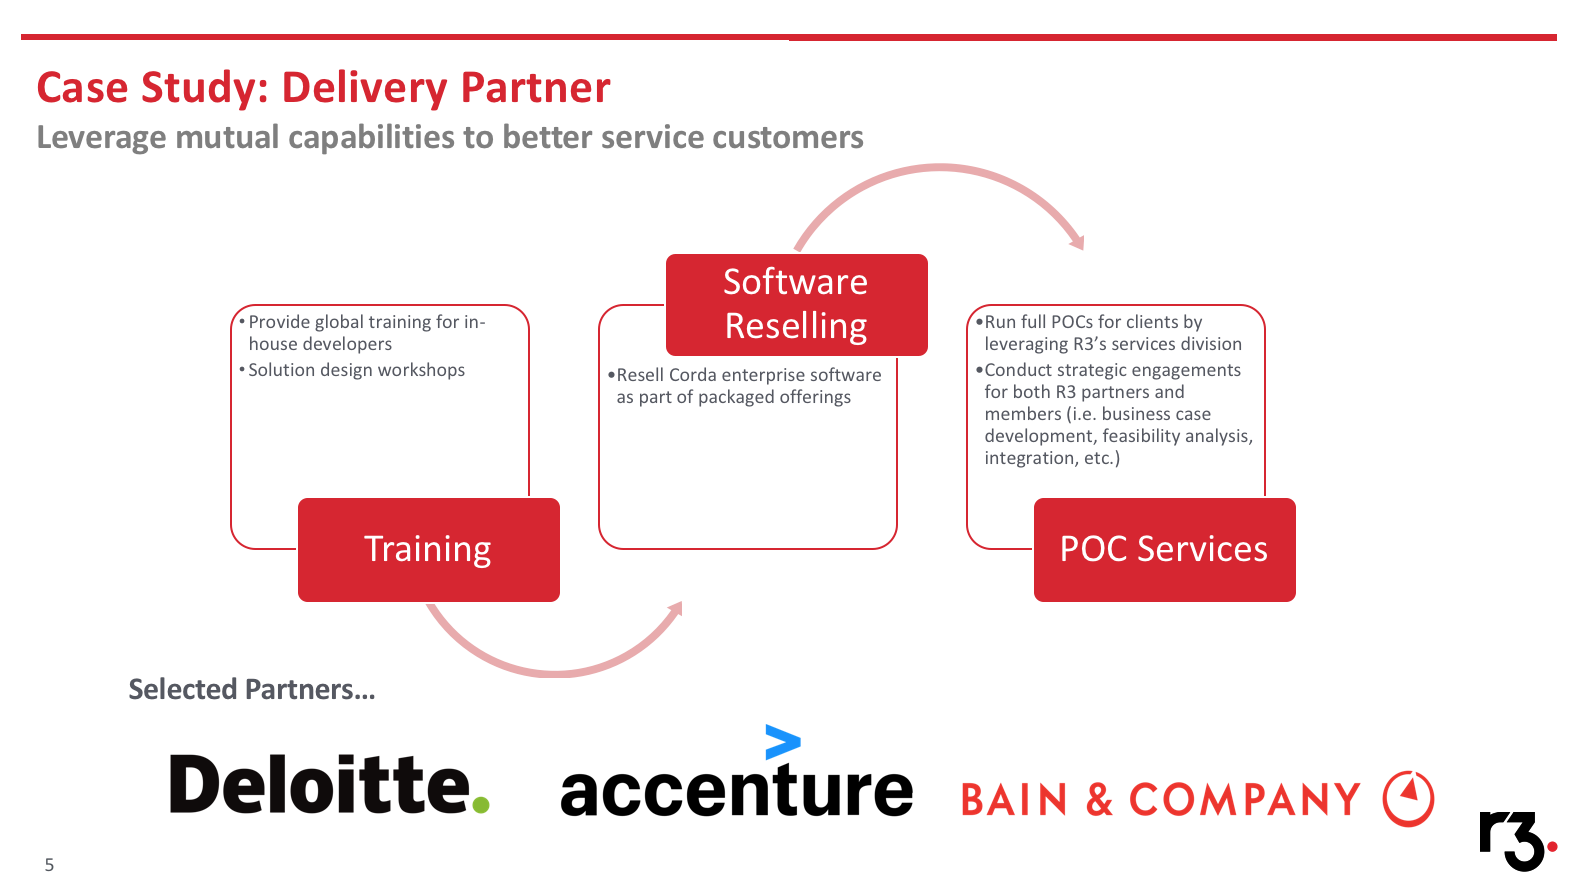 Case Study: Delivery Partner
Leverage mutual capabilities to better service customers
• Provide global training for in-
house developers
• Solution design workshops
Training
Software
Reselling
•Resell Corda enterprise software
as part of packaged offerings
•Run full POCs for clients by
leveraging R3’s services division
•Conduct strategic engagements
for both R3 partners and
members (i.e. business case
development, feasibility analysis,
integration, etc.)
POC Services
Selected Partners…
Deloitte.
accenture
BAIN & COMPANY
r3.
5